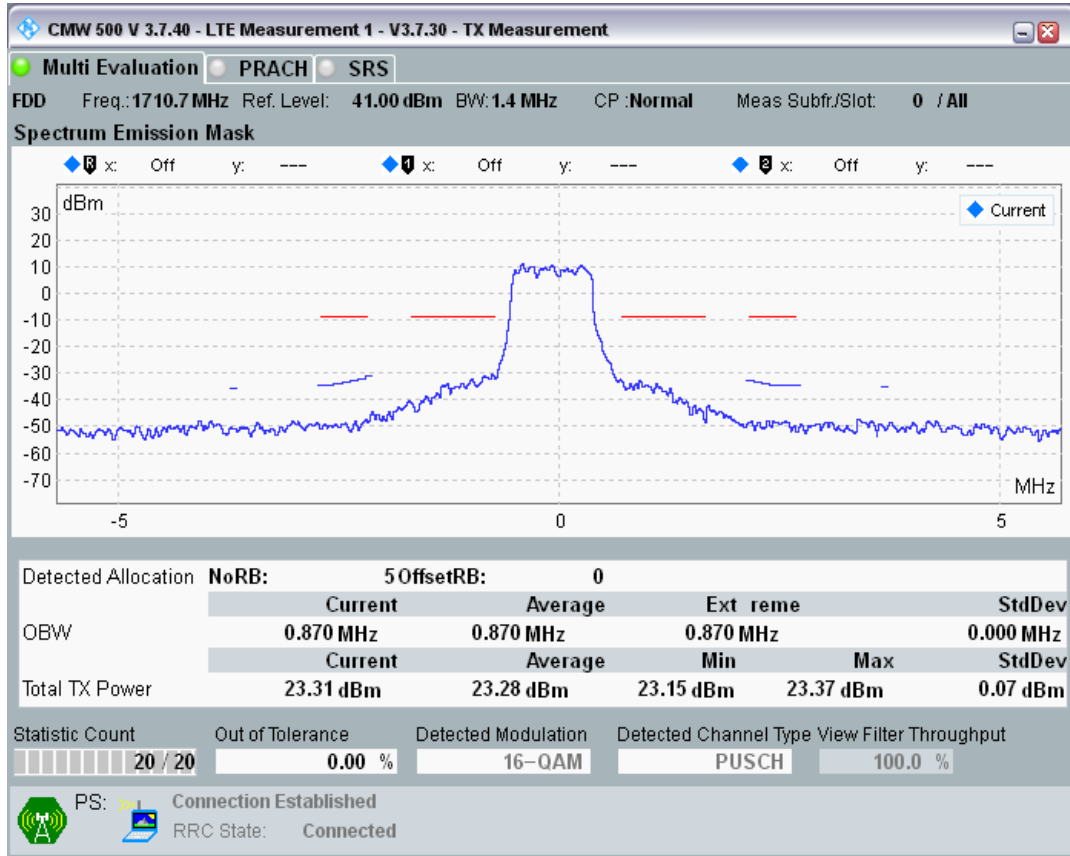 CMW 500 V 3.7.40 - LTE Measurement 1 - V3.7.30 - TX Measurement
Multi Evaluation PRACH SRS
FDD Freq.: 1710.7 MHz Ref. Level: 41.00 dBm BW: 1.4 MHz CP : Normal Meas Subfr./Slot: 0 / All
Spectrum Emission Mask
R x: Off y: --- 1 x: Off y: --- 2 x: Off y: ---
dBm
Current
30
20
10
0
-10
-20
-30
-40
-50
-60
-70
MHz
-5 0 5
Detected Allocation NoRB: 5 OffsetRB: 0
Current Average Ext reme StdDev
OBW 0.870 MHz 0.870 MHz 0.870 MHz 0.000 MHz
Current Average Min Max StdDev
Total TX Power 23.31 dBm 23.28 dBm 23.15 dBm 23.37 dBm 0.07 dBm
Statistic Count Out of Tolerance Detected Modulation Detected Channel Type View Filter Throughput
20 / 20 0.00 % 16-QAM PUSCH 100.0 %
PS: Connection Established
RRC State: Connected